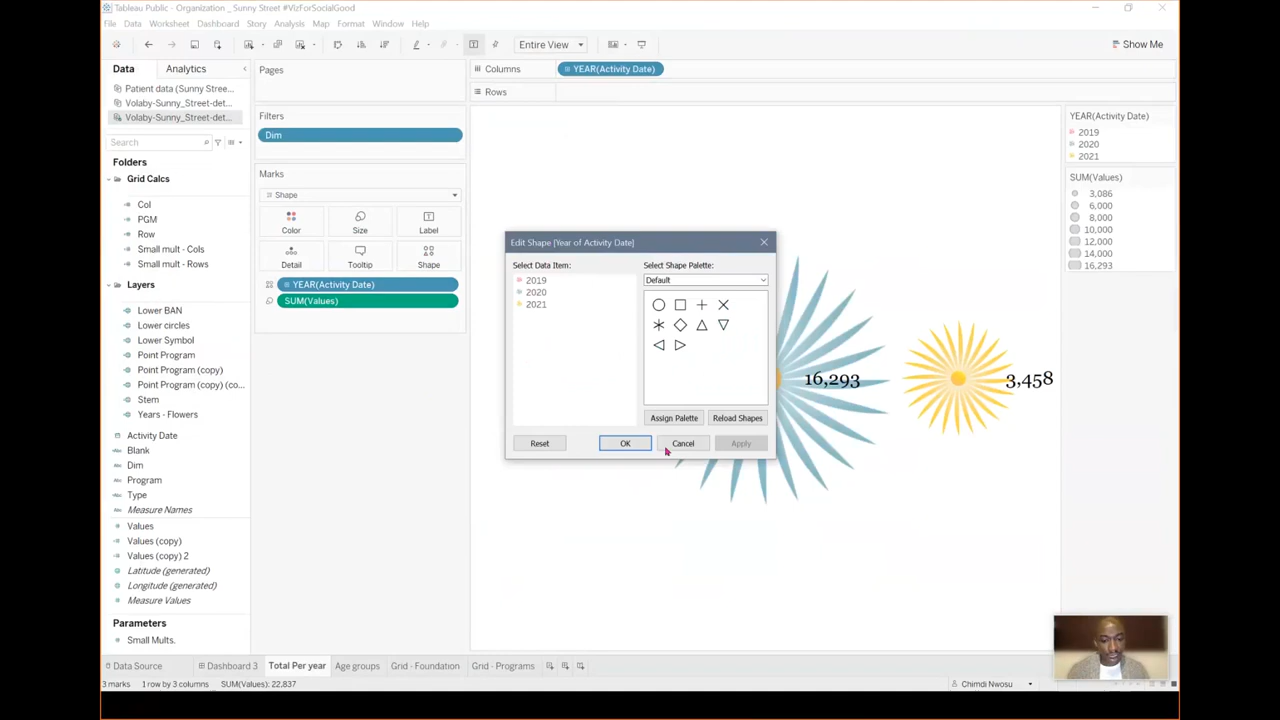 Tableau Public - Organization _ Sunny Street #VizForSocialGood
File Data Worksheet Dashboard Story Analysis Map Format Window Help
Entire View
Show Me
Data Analytics
Patient data (Sunny Stree...
Volaby-Sunny_Street-det...
Volaby-Sunny_Street-det...
Search
Folders
Grid Calcs
Col
PGM
Row
Small mult - Cols
Small mult - Rows
Layers
Lower BAN
Lower circles
Lower Symbol
Point Program
Point Program (copy)
Point Program (copy) (co...
Stem
Years - Flowers
Activity Date
Blank
Dim
Program
Type
Measure Names
Values
Values (copy)
Values (copy) 2
Latitude (generated)
Longitude (generated)
Measure Values
Parameters
Small Mults.
Pages
Filters
Dim
Marks
Shape
Color Size Label
Detail Tooltip Shape
YEAR(Activity Date)
SUM(Values)
Columns YEAR(Activity Date)
Rows
Edit Shape [Year of Activity Date]
Select Data Item:
2019
2020
2021
Select Shape Palette:
Default
Assign Palette Reload Shapes
Reset OK Cancel Apply
16,293
3,458
YEAR(Activity Date)
2019
2020
2021
SUM(Values)
3,086
6,000
8,000
10,000
12,000
14,000
16,293
Data Source Dashboard 3 Total Per year Age groups Grid - Foundation Grid - Programs
3 marks 1 row by 3 columns SUM(Values): 22,837
Chimdi Nwosu